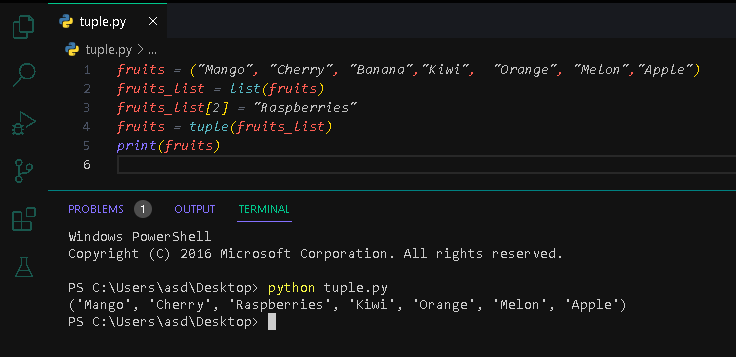 tuple.py
tuple.py > ...
1 fruits = ("Mango", "Cherry", "Banana","Kiwi",  "Orange", "Melon","Apple")
2 fruits_list = list(fruits)
3 fruits_list[2] = "Raspberries"
4 fruits = tuple(fruits_list)
5 print(fruits)
6
PROBLEMS 1 OUTPUT TERMINAL
Windows PowerShell
Copyright (C) 2016 Microsoft Corporation. All rights reserved.
PS C:\Users\asd\Desktop> python tuple.py
('Mango', 'Cherry', 'Raspberries', 'Kiwi', 'Orange', 'Melon', 'Apple')
PS C:\Users\asd\Desktop>